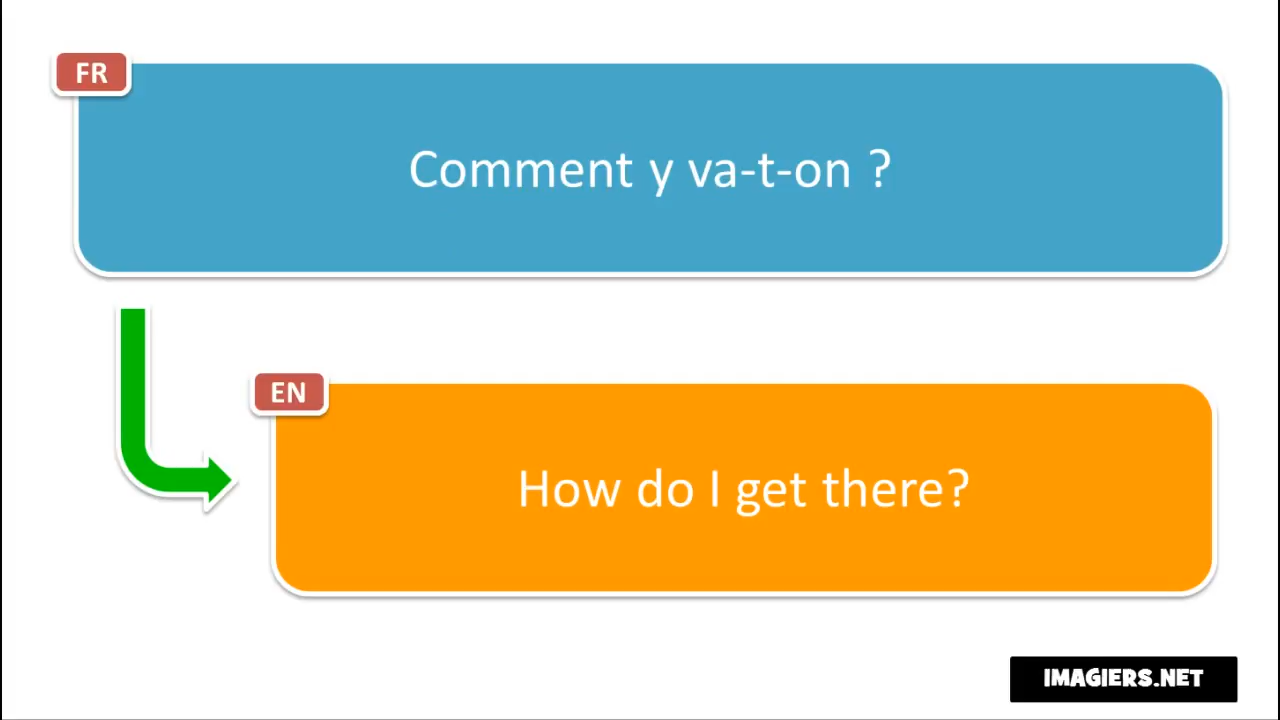 FR
Comment y va-t-on ?
EN
How do I get there?
IMAGIERS.NET